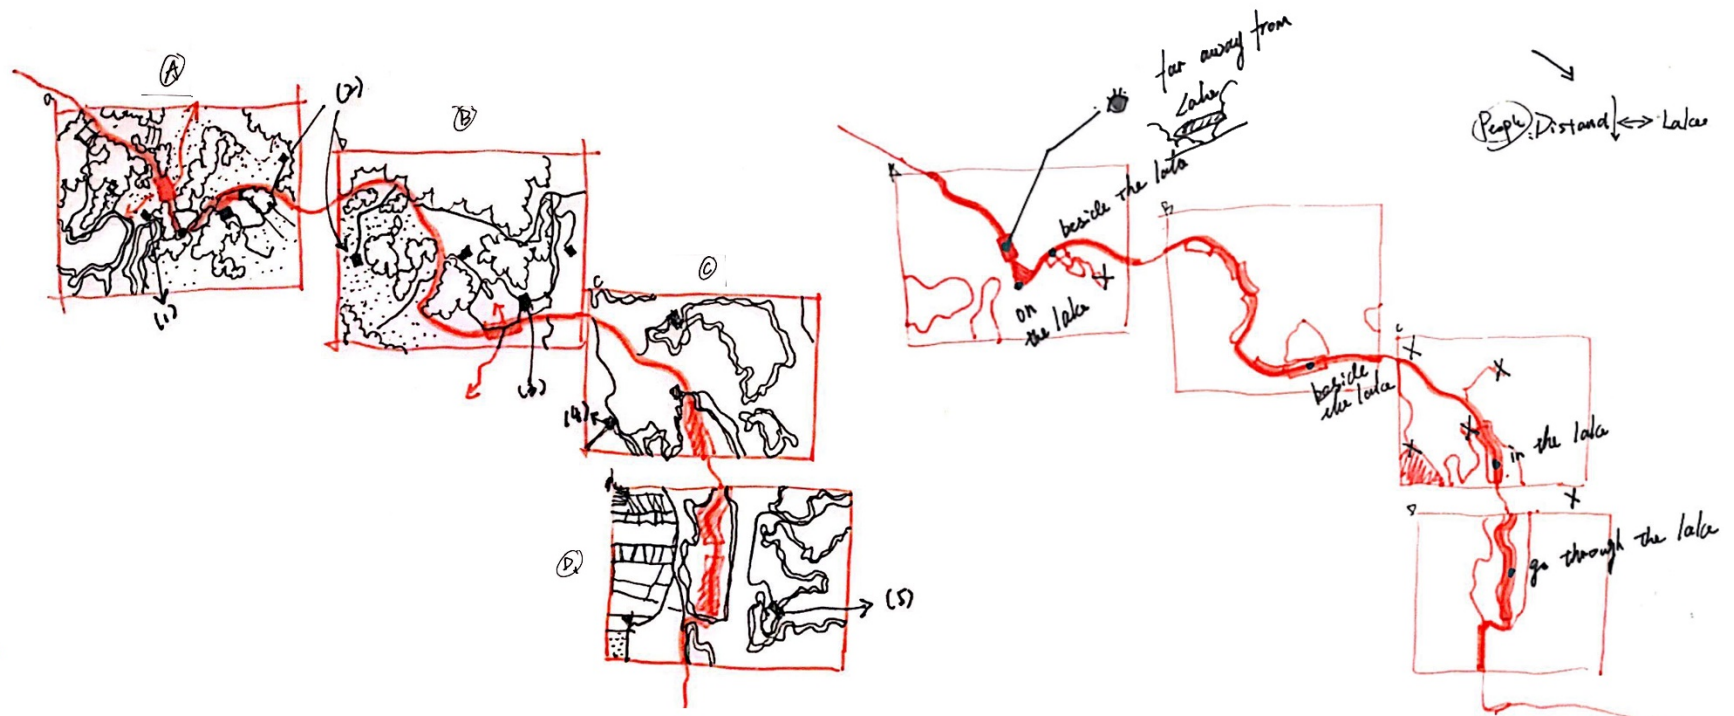 A
a
(2)
B
(1)
C
c
(3)
(4)
D
(5)
far away from
Lake
beside the lake
A
on
the lake
B
beside
the lake
C
X
X
X
X
X
X
in the lake
D
go through the lake
People Distand ↔ Lake